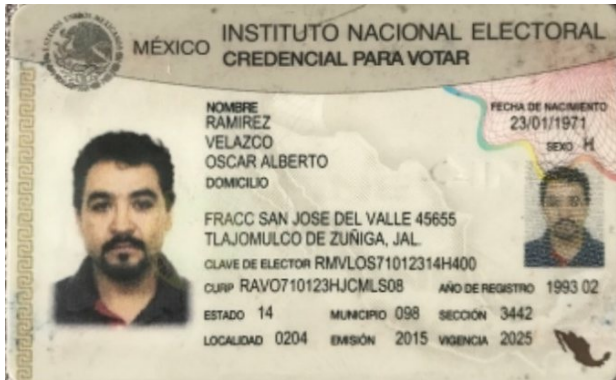 MÉXICO INSTITUTO NACIONAL ELECTORAL
CREDENCIAL PARA VOTAR
NOMBRE
RAMIREZ
VELAZCO
OSCAR ALBERTO
FECHA DE NACIMIENTO
23/01/1971
SEXO H
DOMICILIO
FRACC SAN JOSE DEL VALLE 45655
TLAJOMULCO DE ZUÑIGA, JAL.
CLAVE DE ELECTOR RMVLOS71012314H400
CURP RAVO710123HJCMLS08 AÑO DE REGISTRO 1993 02
ESTADO 14 MUNICIPIO 098 SECCIÓN 3442
LOCALIDAD 0204 EMISIÓN 2015 VIGENCIA 2025